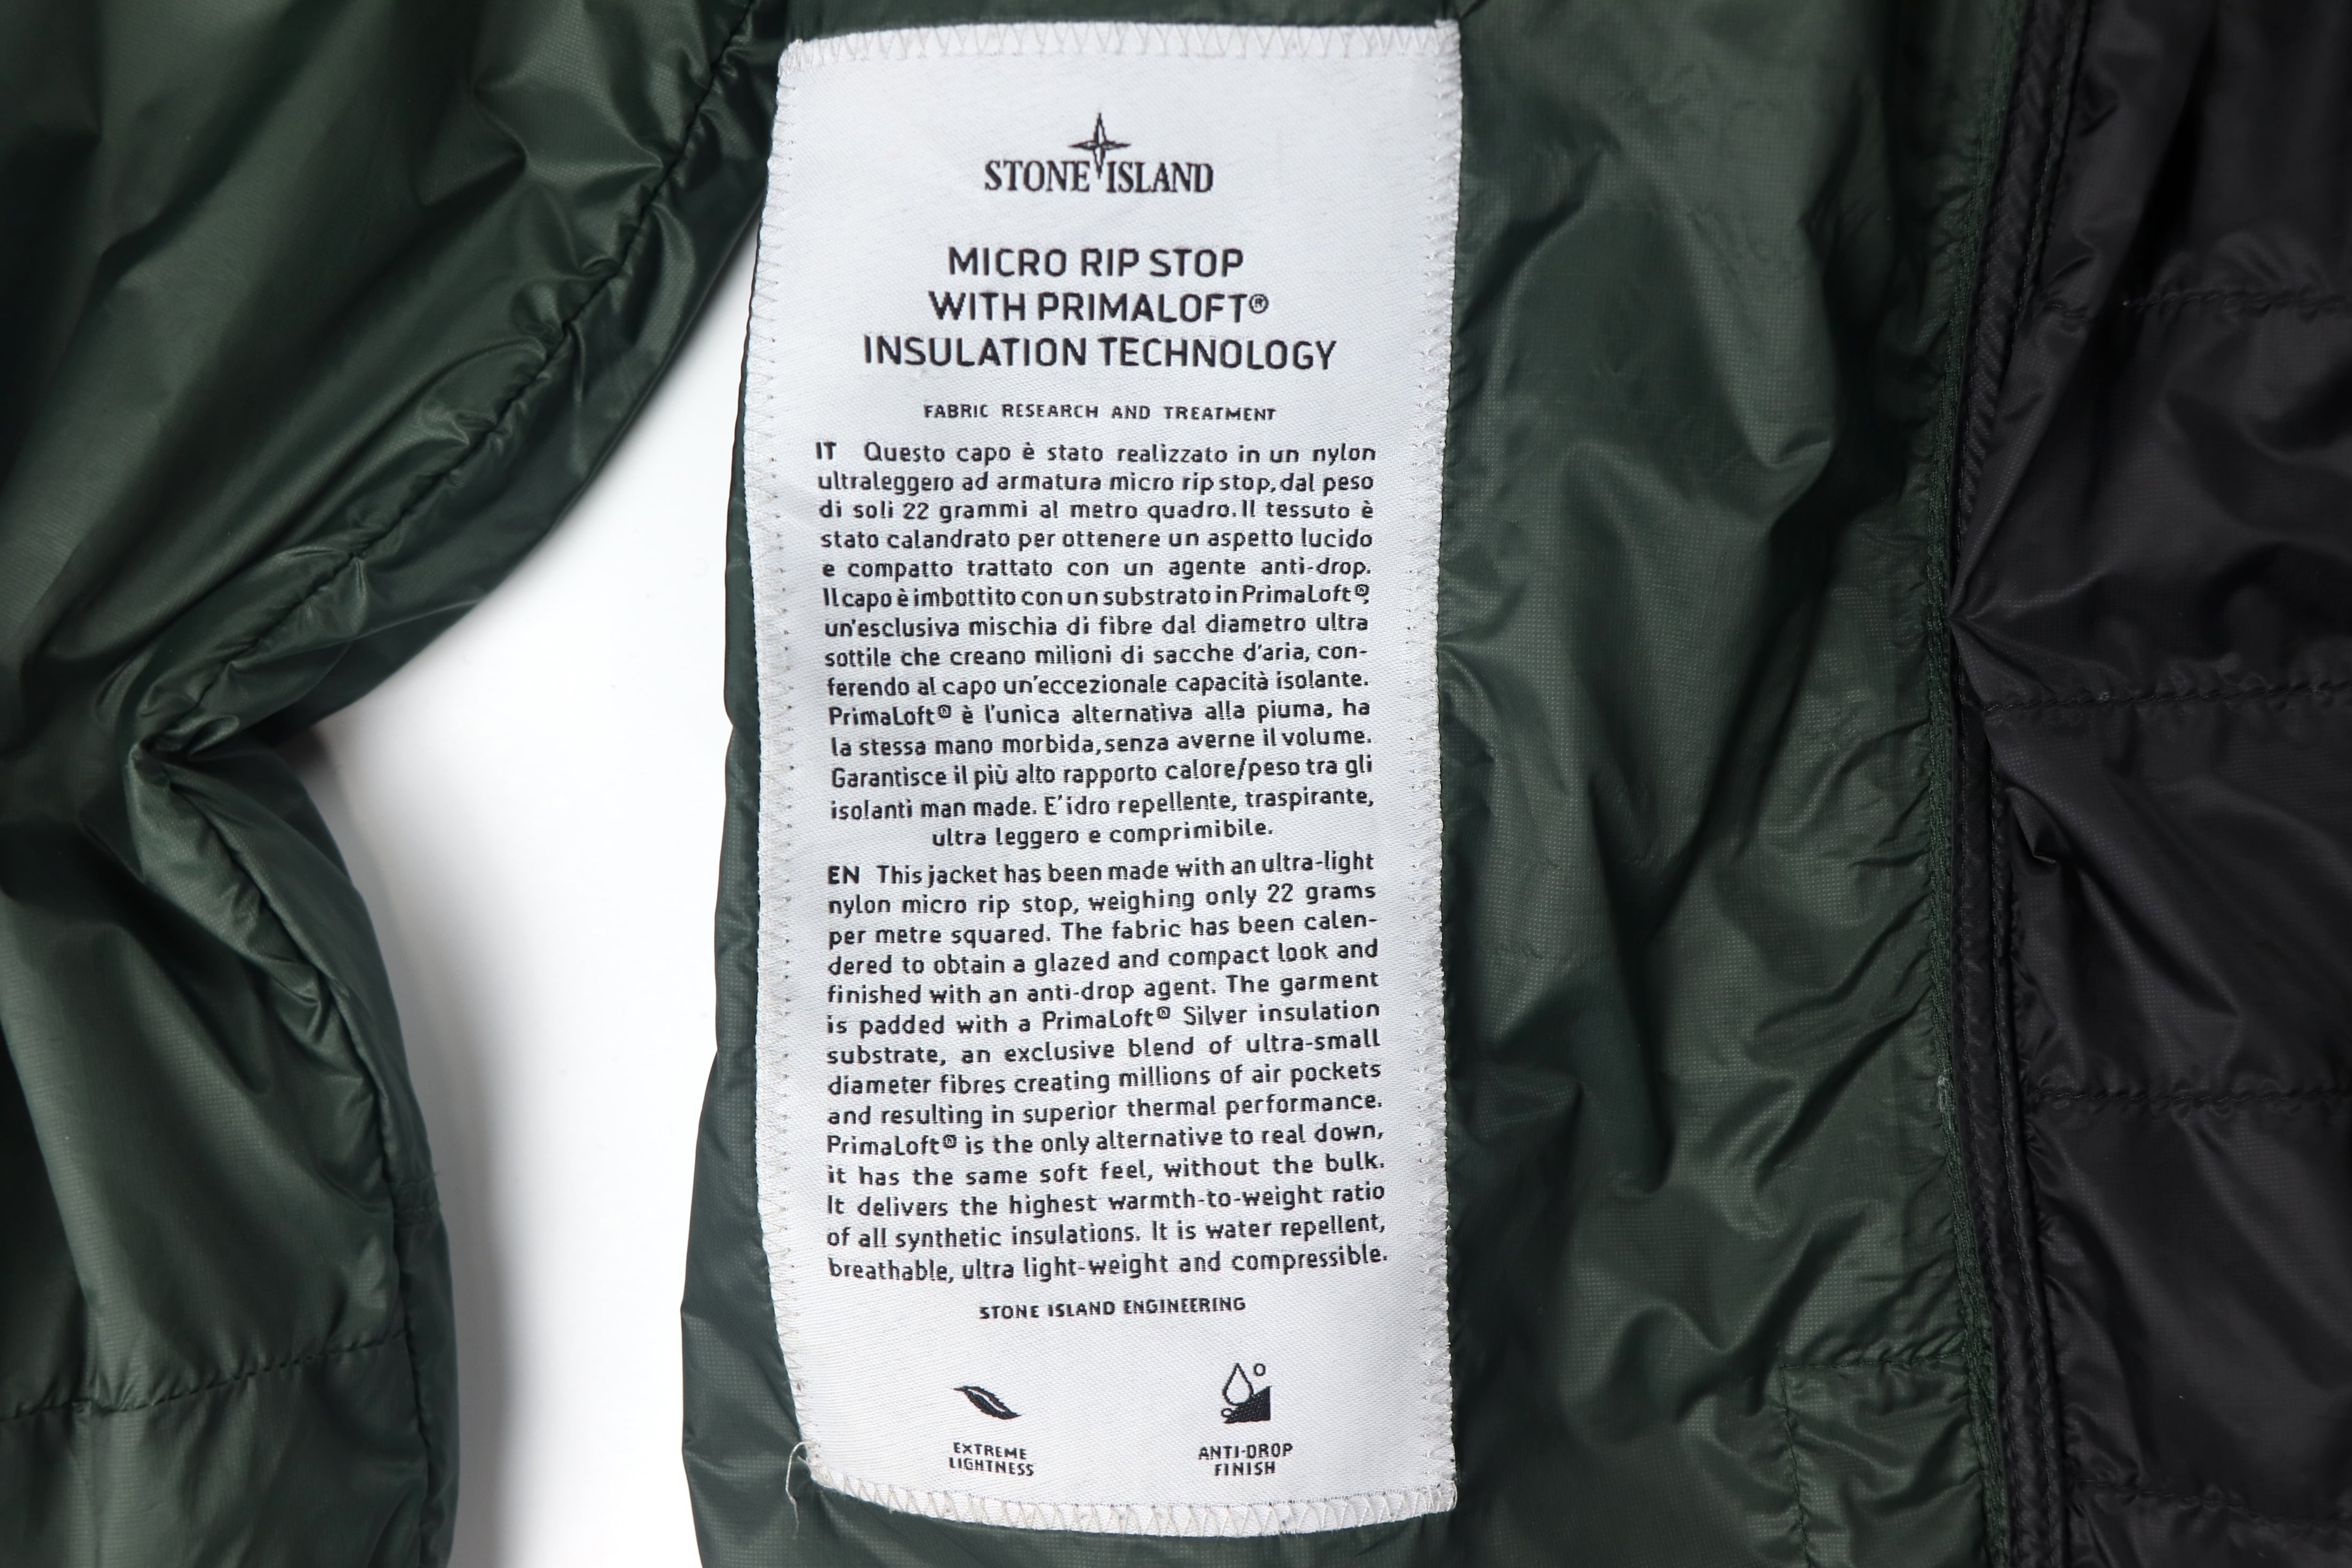 STONE ISLAND
MICRO RIP STOP
WITH PRIMALOFT®
INSULATION TECHNOLOGY
FABRIC RESEARCH AND TREATMENT
IT Questo capo è stato realizzato in un nylon
ultraleggero ad armatura micro rip stop, dal peso
di soli 22 grammi al metro quadro. Il tessuto è
stato calandrato per ottenere un aspetto lucido
e compatto trattato con un agente anti-drop.
Il capo è imbottito con un substrato in PrimaLoft®,
un'esclusiva mischia di fibre dal diametro ultra
sottile che creano milioni di sacche d'aria, con-
ferendo al capo un'eccezionale capacità isolante.
PrimaLoft® è l'unica alternativa alla piuma, ha
la stessa mano morbida, senza averne il volume.
Garantisce il più alto rapporto calore/peso tra gli
isolanti man made. E'idro repellente, traspirante,
ultra leggero e comprimibile.
EN This jacket has been made with an ultra-light
nylon micro rip stop, weighing only 22 grams
per metre squared. The fabric has been calen-
dered to obtain a glazed and compact look and
finished with an anti-drop agent. The garment
is padded with a PrimaLoft® Silver insulation
substrate, an exclusive blend of ultra-small
diameter fibres creating millions of air pockets
and resulting in superior thermal performance.
PrimaLoft® is the only alternative to real down,
it has the same soft feel, without the bulk.
It delivers the highest warmth-to-weight ratio
of all synthetic insulations. It is water repellent,
breathable, ultra light-weight and compressible.
STONE ISLAND ENGINEERING
EXTREME
LIGHTNESS
ANTI-DROP
FINISH